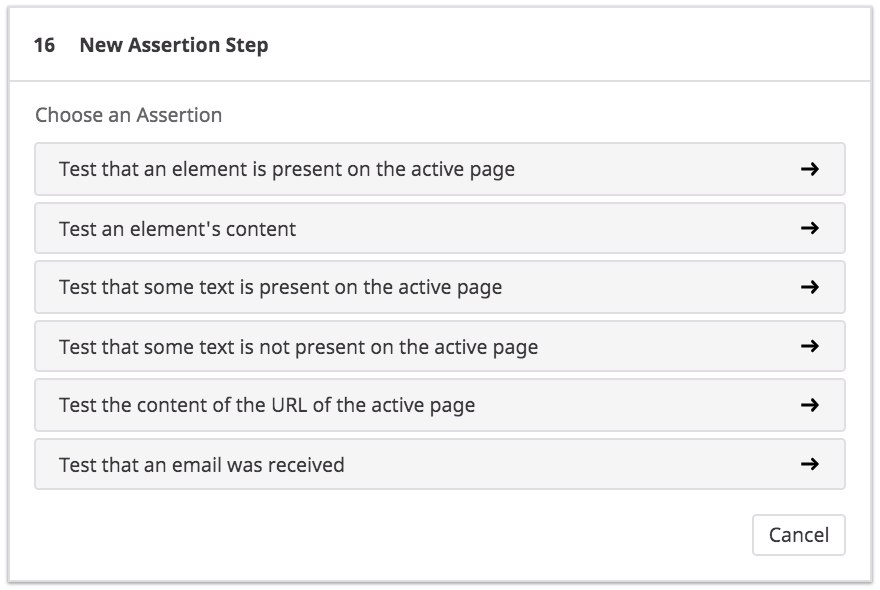 16 New Assertion Step
Choose an Assertion
Test that an element is present on the active page
Test an element's content
Test that some text is present on the active page
Test that some text is not present on the active page
Test the content of the URL of the active page
Test that an email was received
Cancel